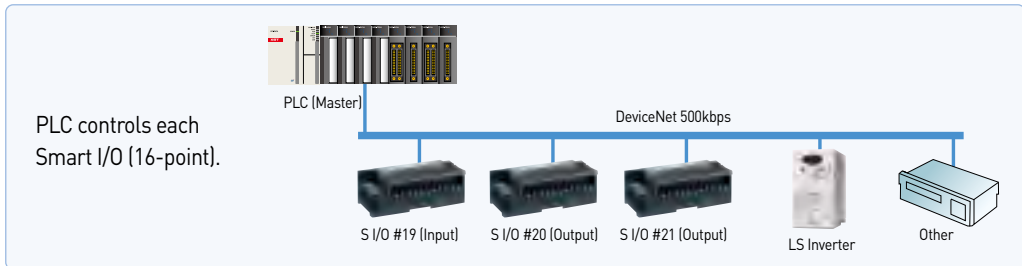 PLC (Master)
DeviceNet 500kbps
PLC controls each
Smart I/O (16-point).
S I/O #19 (Input)
S I/O #20 (Output)
S I/O #21 (Output)
LS Inverter
Other